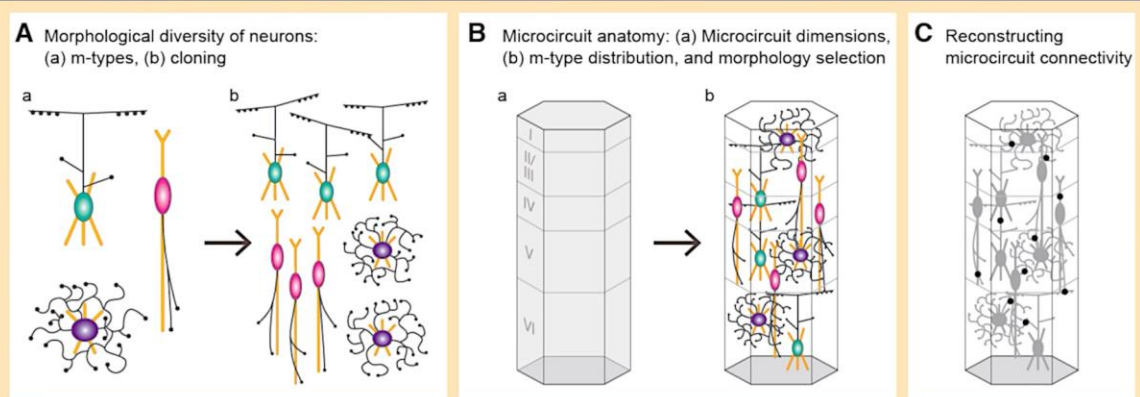 A Morphological diversity of neurons:
(a) m-types, (b) cloning
a
b
B Microcircuit anatomy: (a) Microcircuit dimensions,
(b) m-type distribution, and morphology selection
a
b
I
IV
III
IV
V
VI
C Reconstructing
microcircuit connectivity